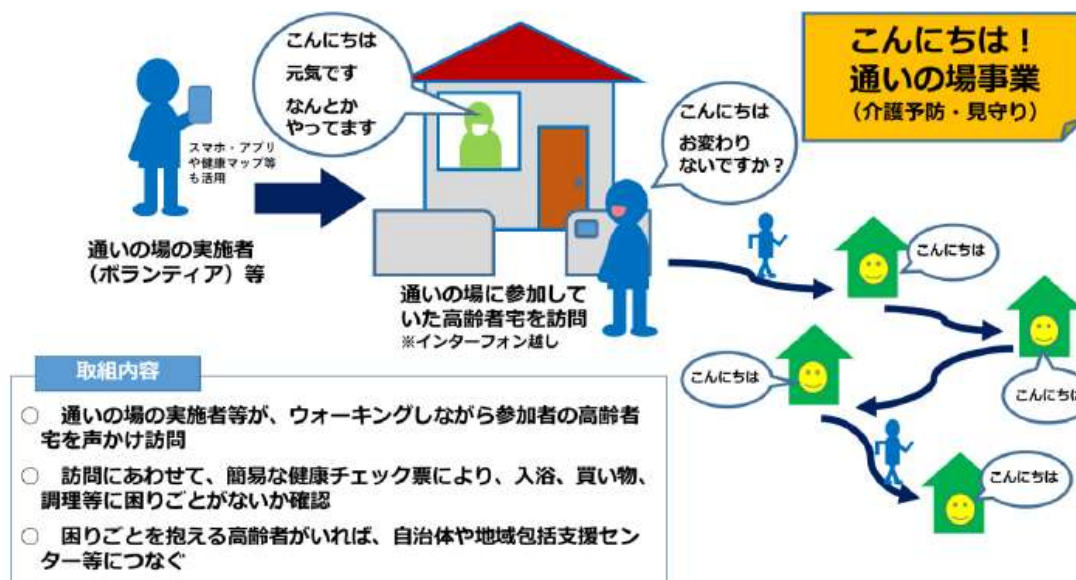 こんにちは！
通いの場事業
（介護予防・見守り）
こんにちは
元気です
なんとか
やってます
スマホ・アプリ
や健康マップ等
も活用
こんにちは
お変わり
ないですか？
通いの場の実施者
（ボランティア）等
通いの場に参加して
いた高齢者宅を訪問
※インターフォン越し
こんにちは
こんにちは
こんにちは
こんにちは
取組内容
○　通いの場の実施者等が、ウォーキングしながら参加者の高齢者
宅を声かけ訪問
○　訪問にあわせて、簡易な健康チェック票により、入浴、買い物、
調理等に困りごとがないか確認
○　困りごとを抱える高齢者がいれば、自治体や地域包括支援セン
ター等につなぐ